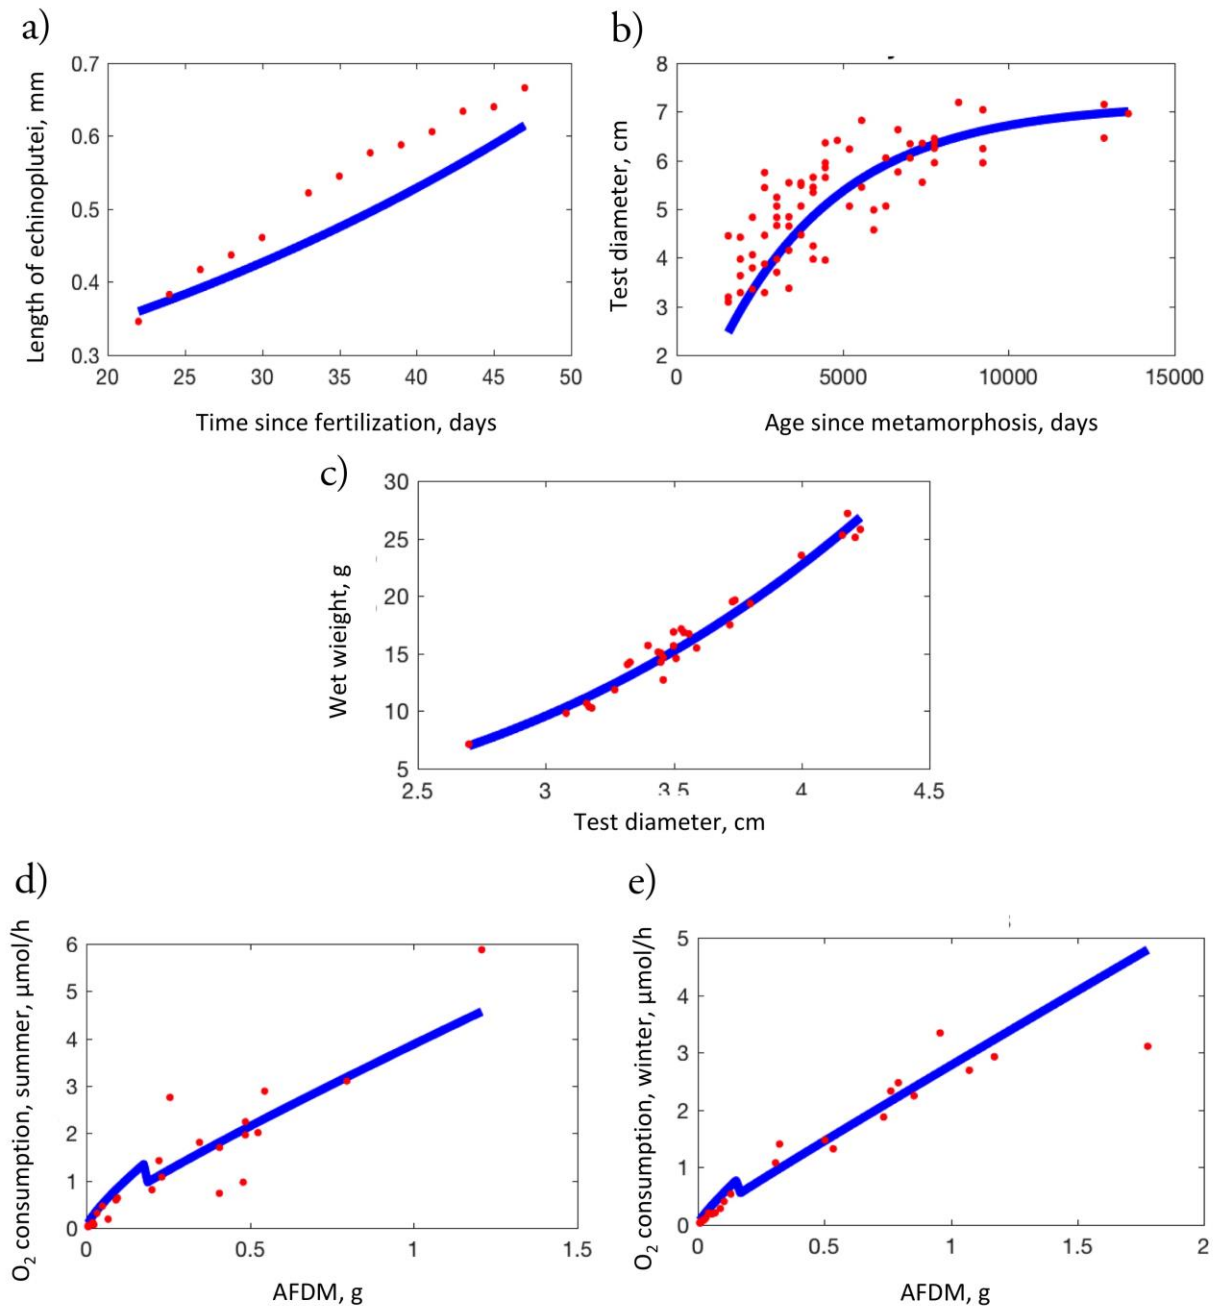 a)
0.7
0.6
0.5
0.4
0.3
20 25 30 35 40 45 50
Length of echinoplutei, mm
Time since fertilization, days
b)
8
7
6
5
4
3
2
0 5000 10000 15000
Test diameter, cm
Age since metamorphosis, days
c)
30
25
20
15
10
5
2.5 3 3.5 4 4.5
Wet wieight, g
Test diameter, cm
d)
6
5
4
3
2
1
0
0 0.5 1 1.5
O2 consumption, summer, μmol/h
AFDM, g
e)
5
4
3
2
1
0
0 0.5 1 1.5 2
O2 consumption, winter, μmol/h
AFDM, g